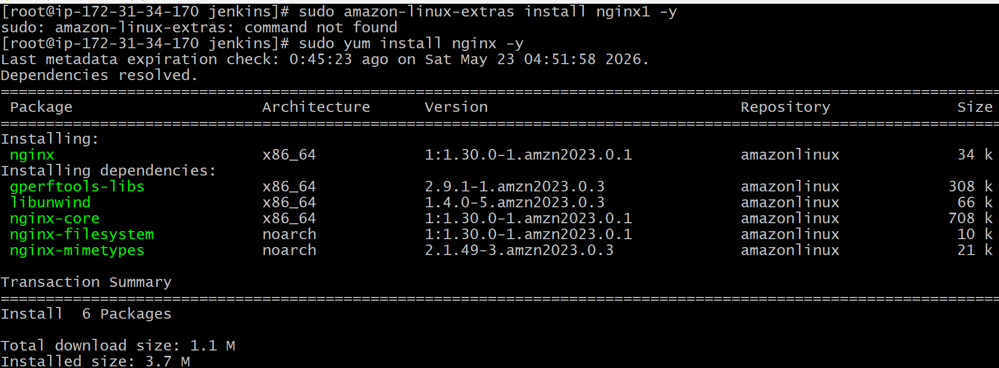 [root@ip-172-31-34-170 jenkins]# sudo amazon-linux-extras install nginx1 -y
sudo: amazon-linux-extras: command not found
[root@ip-172-31-34-170 jenkins]# sudo yum install nginx -y
Last metadata expiration check: 0:45:23 ago on Sat May 23 04:51:58 2026.
Dependencies resolved.
================================================================================================================
Package Architecture Version Repository Size
================================================================================================================
Installing:
nginx x86_64 1:1.30.0-1.amzn2023.0.1 amazonlinux 34 k
Installing dependencies:
gperftools-libs x86_64 2.9.1-1.amzn2023.0.3 amazonlinux 308 k
libunwind x86_64 1.4.0-5.amzn2023.0.3 amazonlinux 66 k
nginx-core x86_64 1:1.30.0-1.amzn2023.0.1 amazonlinux 708 k
nginx-filesystem noarch 1:1.30.0-1.amzn2023.0.1 amazonlinux 10 k
nginx-mimetypes noarch 2.1.49-3.amzn2023.0.3 amazonlinux 21 k
Transaction Summary
================================================================================================================
Install 6 Packages
Total download size: 1.1 M
Installed size: 3.7 M